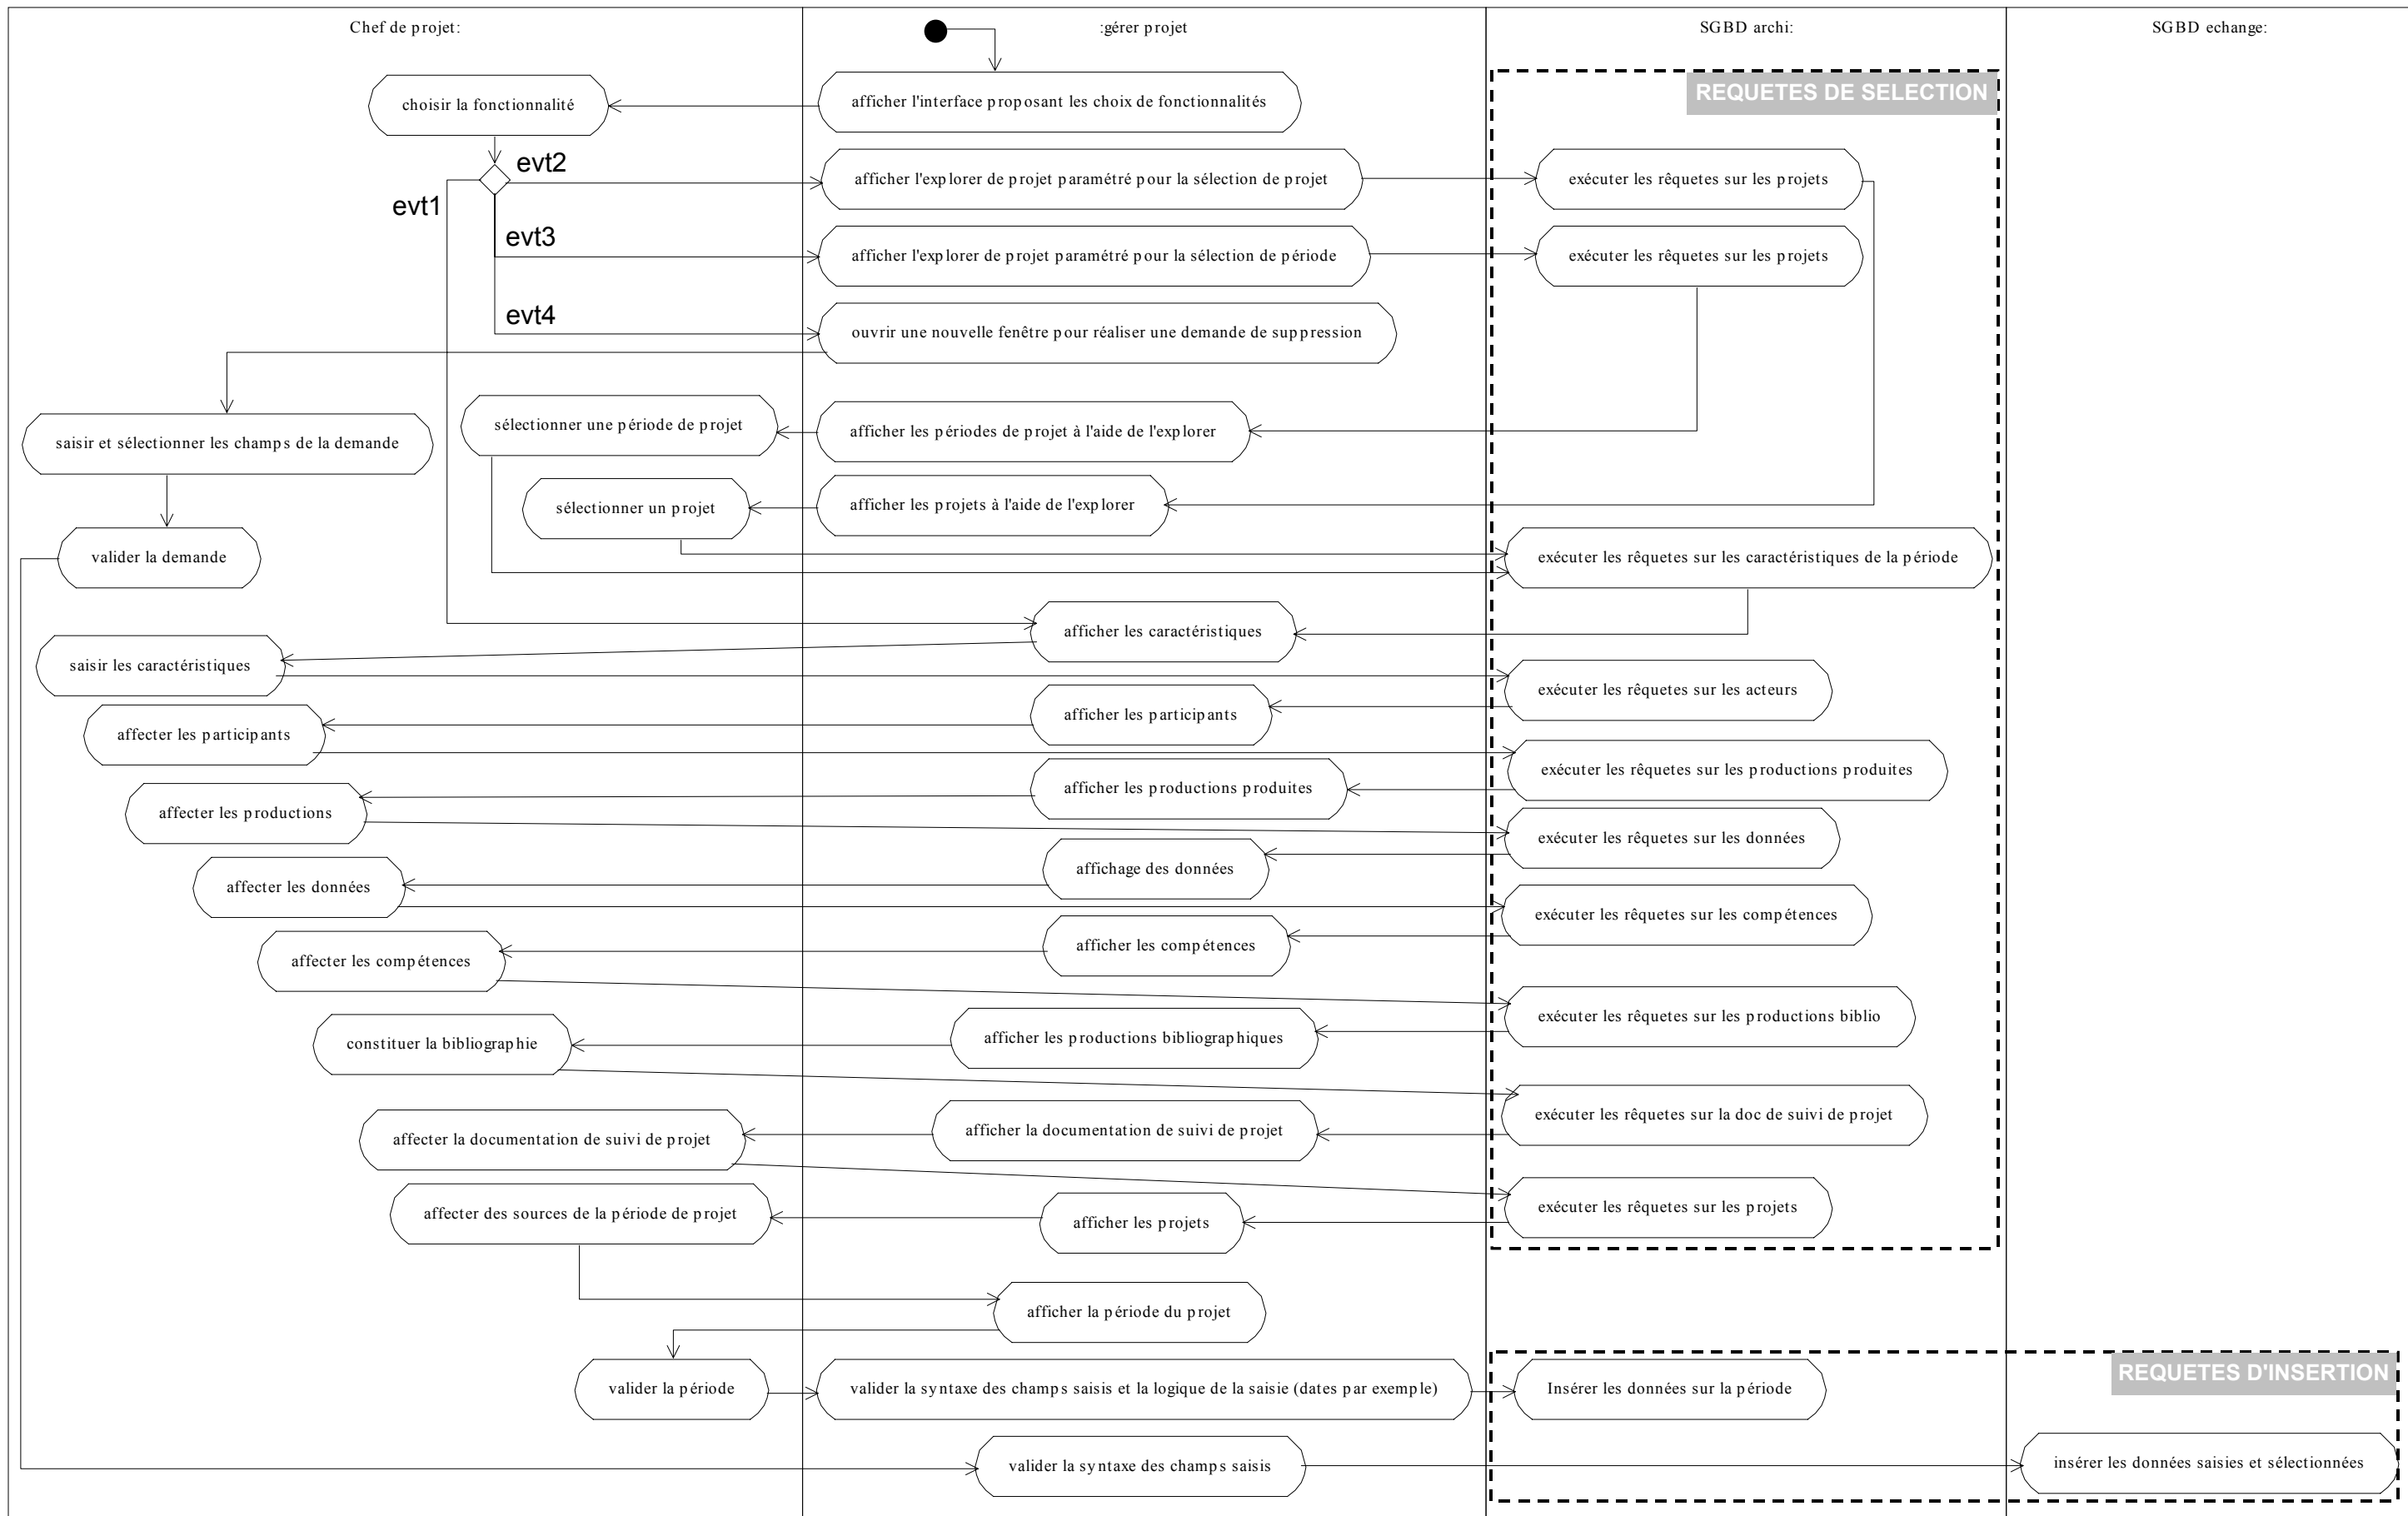 Chef de projet:
:gérer projet
SGBD archi:
SGBD echange:
REQUETES DE SELECTION
choisir la fonctionnalité
afficher l'interface proposant les choix de fonctionnalités
evt2
afficher l'explorer de projet paramétré pour la sélection de projet
exécuter les rêquetes sur les projets
evt1
evt3
afficher l'explorer de projet paramétré pour la sélection de période
exécuter les rêquetes sur les projets
evt4
ouvrir une nouvelle fenêtre pour réaliser une demande de suppression
saisir et sélectionner les champs de la demande
sélectionner une période de projet
afficher les périodes de projet à l'aide de l'explorer
sélectionner un projet
afficher les projets à l'aide de l'explorer
valider la demande
exécuter les rêquetes sur les caractéristiques de la période
afficher les caractéristiques
saisir les caractéristiques
exécuter les rêquetes sur les acteurs
afficher les participants
affecter les participants
exécuter les rêquetes sur les productions produites
afficher les productions produites
affecter les productions
exécuter les rêquetes sur les données
affichage des données
affecter les données
exécuter les rêquetes sur les compétences
afficher les compétences
affecter les compétences
exécuter les rêquetes sur les productions biblio
afficher les productions bibliographiques
constituer la bibliographie
exécuter les rêquetes sur la doc de suivi de projet
afficher la documentation de suivi de projet
affecter la documentation de suivi de projet
exécuter les rêquetes sur les projets
afficher les projets
affecter des sources de la période de projet
afficher la période du projet
REQUETES D'INSERTION
valider la période
valider la syntaxe des champs saisis et la logique de la saisie (dates par exemple)
Insérer les données sur la période
valider la syntaxe des champs saisis
insérer les données saisies et sélectionnées